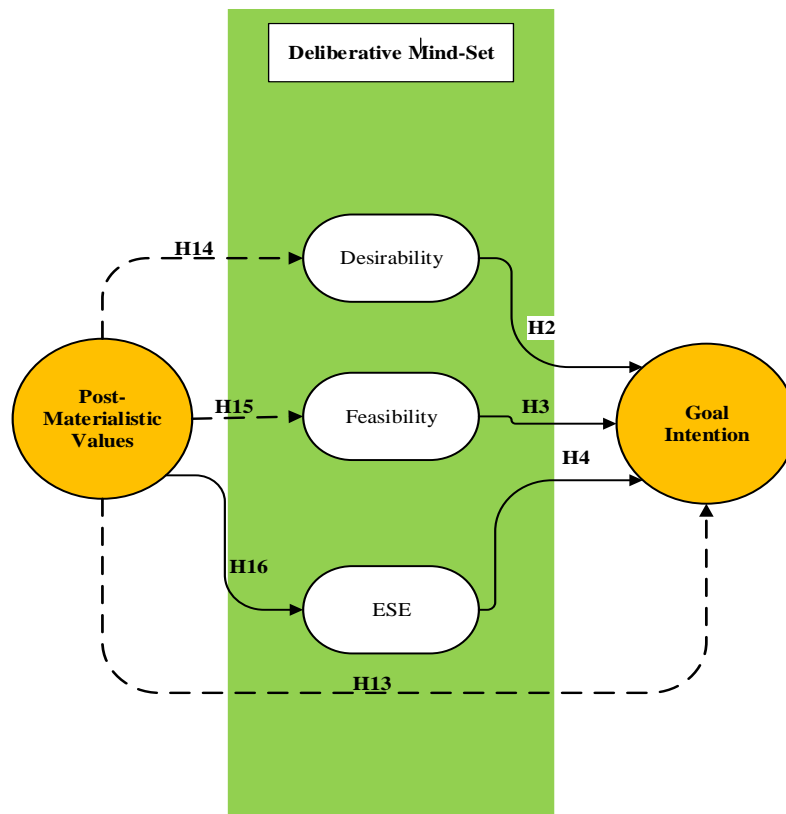 Deliberative Mind-Set
H14
Desirability
H2
Post-
Materialistic
Values
H15
Feasibility
H3
Goal
Intention
H4
H16
ESE
H13